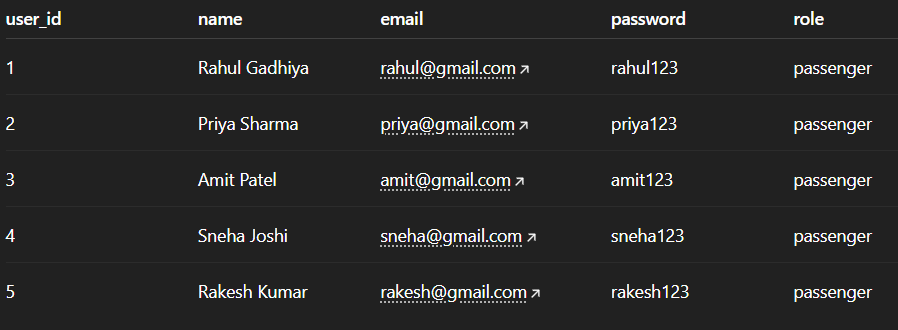 user_id name email password role
1 Rahul Gadhiya rahul@gmail.com ↗ rahul123 passenger
2 Priya Sharma priya@gmail.com ↗ priya123 passenger
3 Amit Patel amit@gmail.com ↗ amit123 passenger
4 Sneha Joshi sneha@gmail.com ↗ sneha123 passenger
5 Rakesh Kumar rakesh@gmail.com ↗ rakesh123 passenger